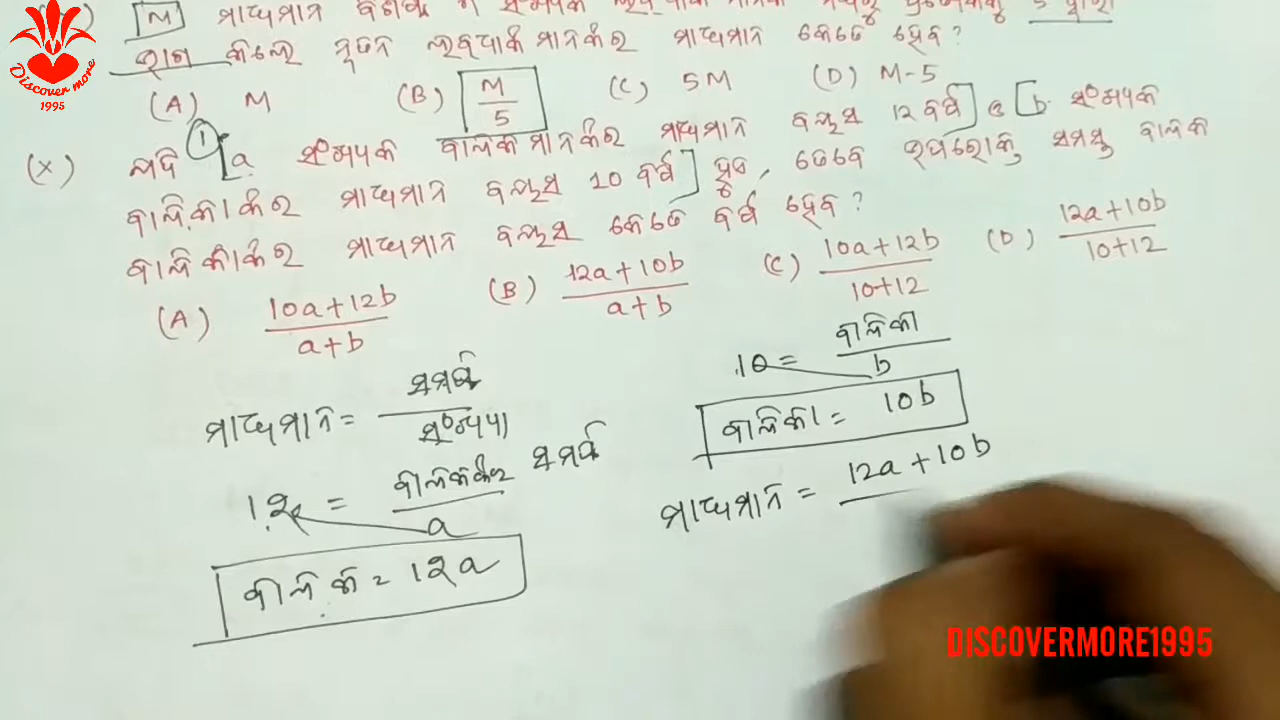 M ମାଧ୍ୟମାନ ବିଶିଷ୍ଟ
ଭାଗ କଲେ ନୂତନ ଲବ୍ଧାଙ୍କ ମାନଙ୍କର ମାଧ୍ୟମାନ କେତେ ହେବ?
(A) M (B) M/5 (C) 5M (D) M-5
(x) ଯଦି ① [a ସଂଖ୍ୟକ ବାଳକମାନଙ୍କର ମାଧ୍ୟମାନ ବୟସ 12 ବର୍ଷ] ଓ [b ସଂଖ୍ୟକ
ବାଳିକାଙ୍କର ମାଧ୍ୟମାନ ବୟସ 10 ବର୍ଷ] ହୁଏ, ତେବେ ଉପରୋକ୍ତ ସମସ୍ତ ବାଳକ
ବାଳିକାଙ୍କର ମାଧ୍ୟମାନ ବୟସ କେତେ ବର୍ଷ ହେବ?
(A) 10a+12b/a+b (B) 12a+10b/a+b (C) 10a+12b/10+12 (D) 12a+10b/10+12
ମାଧ୍ୟମାନ = ସମଷ୍ଟି/ସଂଖ୍ୟା
12 = ବାଳକଙ୍କର ସମଷ୍ଟି/a
ବାଳକ = 12a
10 = ବାଳିକା/b
ବାଳିକା = 10b
ମାଧ୍ୟମାନ = 12a+10b
Discover more
1995
DISCOVERMORE1995